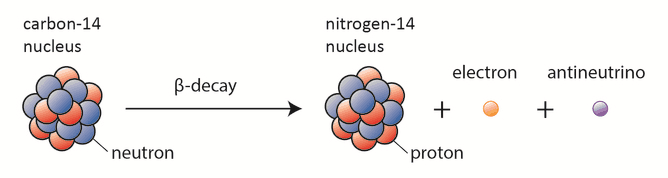 carbon-14
nucleus
β-decay
neutron
nitrogen-14
nucleus
proton
+
electron
+
antineutrino